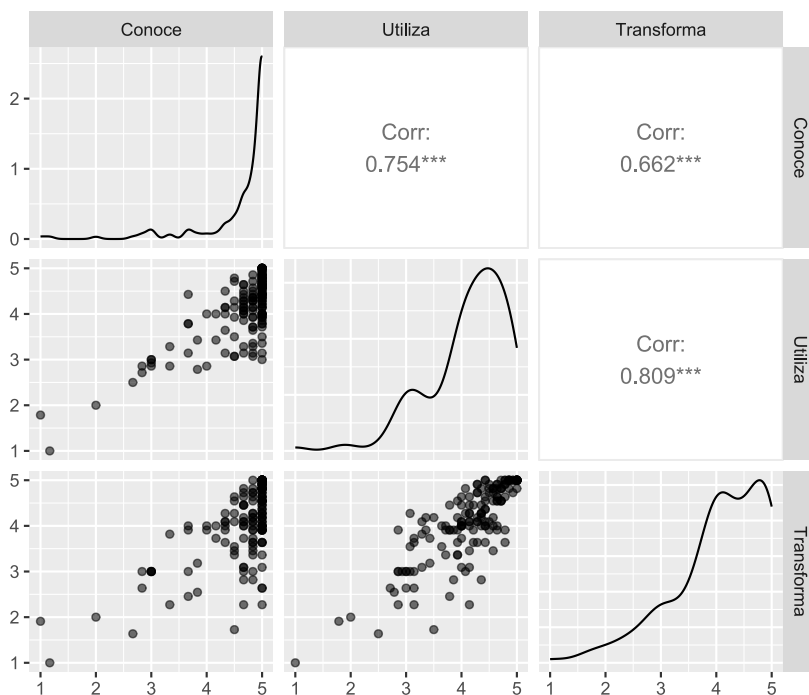 Conoce
Utiliza
Transforma
Conoce
Utiliza
Transforma
Corr:
0.754***
Corr:
0.662***
Corr:
0.809***
2
1
0
5
4
3
2
1
5
4
3
2
1
1 2 3 4 5
1 2 3 4 5
1 2 3 4 5